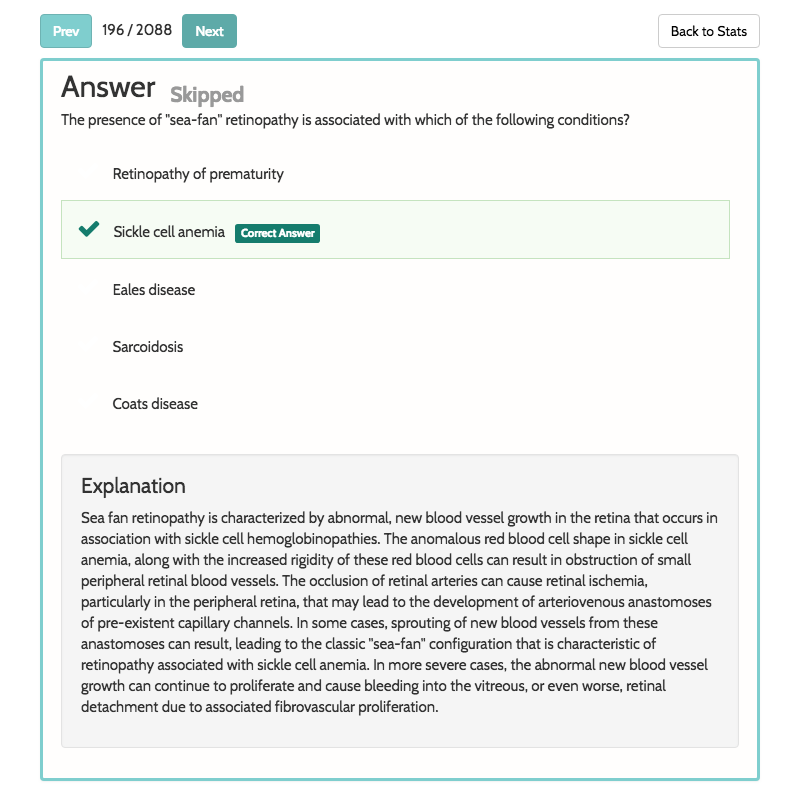 Prev 196 / 2088 Next Back to Stats
Answer Skipped
The presence of "sea-fan" retinopathy is associated with which of the following conditions?
Retinopathy of prematurity
Sickle cell anemia Correct Answer
Eales disease
Sarcoidosis
Coats disease
Explanation
Sea fan retinopathy is characterized by abnormal, new blood vessel growth in the retina that occurs in
association with sickle cell hemoglobinopathies. The anomalous red blood cell shape in sickle cell
anemia, along with the increased rigidity of these red blood cells can result in obstruction of small
peripheral retinal blood vessels. The occlusion of retinal arteries can cause retinal ischemia,
particularly in the peripheral retina, that may lead to the development of arteriovenous anastomoses
of pre-existent capillary channels. In some cases, sprouting of new blood vessels from these
anastomoses can result, leading to the classic "sea-fan" configuration that is characteristic of
retinopathy associated with sickle cell anemia. In more severe cases, the abnormal new blood vessel
growth can continue to proliferate and cause bleeding into the vitreous, or even worse, retinal
detachment due to associated fibrovascular proliferation.